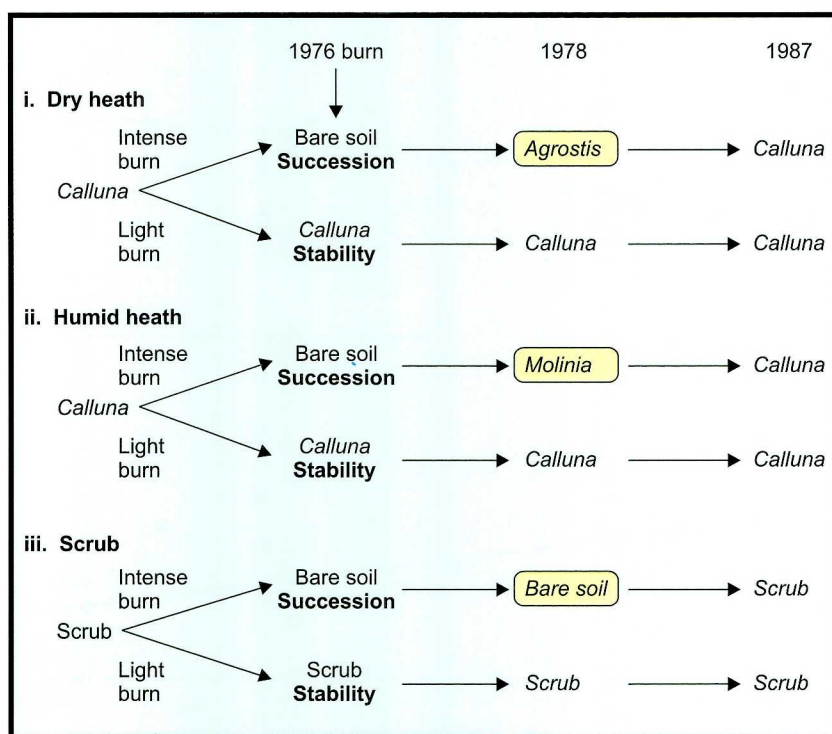 1976 burn 1978 1987
i. Dry heath
Intense burn
Bare soil
Succession
Agrostis
Calluna
Calluna
Light burn
Calluna
Stability
Calluna
Calluna
ii. Humid heath
Intense burn
Bare soil
Succession
Molinia
Calluna
Calluna
Light burn
Calluna
Stability
Calluna
Calluna
iii. Scrub
Intense burn
Bare soil
Succession
Bare soil
Scrub
Scrub
Light burn
Scrub
Stability
Scrub
Scrub